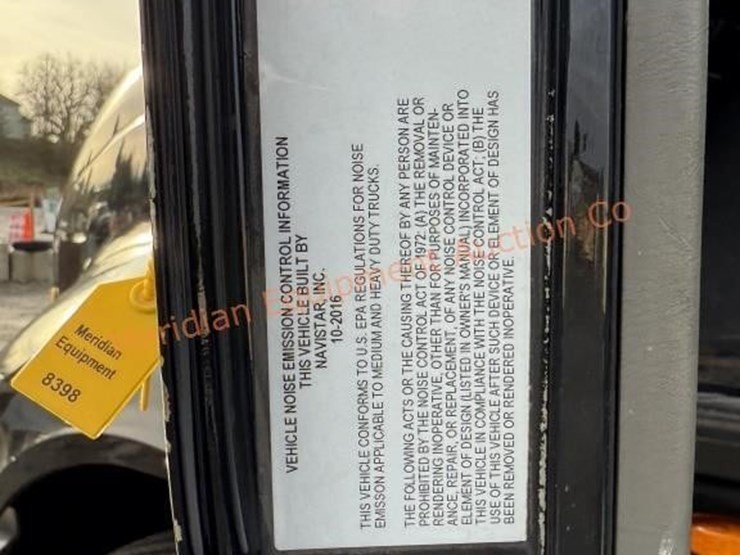 VEHICLE NOISE EMISSION CONTROL INFORMATION
THIS VEHICLE BUILT BY
NAVISTAR, INC.
10-2016
THIS VEHICLE CONFORMS TO U.S. EPA REGULATIONS FOR NOISE
EMISSON APPLICABLE TO MEDIUM AND HEAVY DUTY TRUCKS.
THE FOLLOWING ACTS OR THE CAUSING THEREOF BY ANY PERSON ARE
PROHIBITED BY THE NOISE CONTROL ACT OF 1972: (A) THE REMOVAL OR
RENDERING INOPERATIVE, OTHER THAN FOR PURPOSES OF MAINTEN-
ANCE, REPAIR, OR REPLACEMENT, OF ANY NOISE CONTROL DEVICE OR
ELEMENT OF DESIGN (LISTED IN OWNER'S MANUAL) INCORPORATED INTO
THIS VEHICLE IN COMPLIANCE WITH THE NOISE CONTROL ACT; (B) THE
USE OF THIS VEHICLE AFTER SUCH DEVICE OR ELEMENT OF DESIGN HAS
BEEN REMOVED OR RENDERED INOPERATIVE.
Meridian
Equipment
8398
Meridian Equipment Auction Co